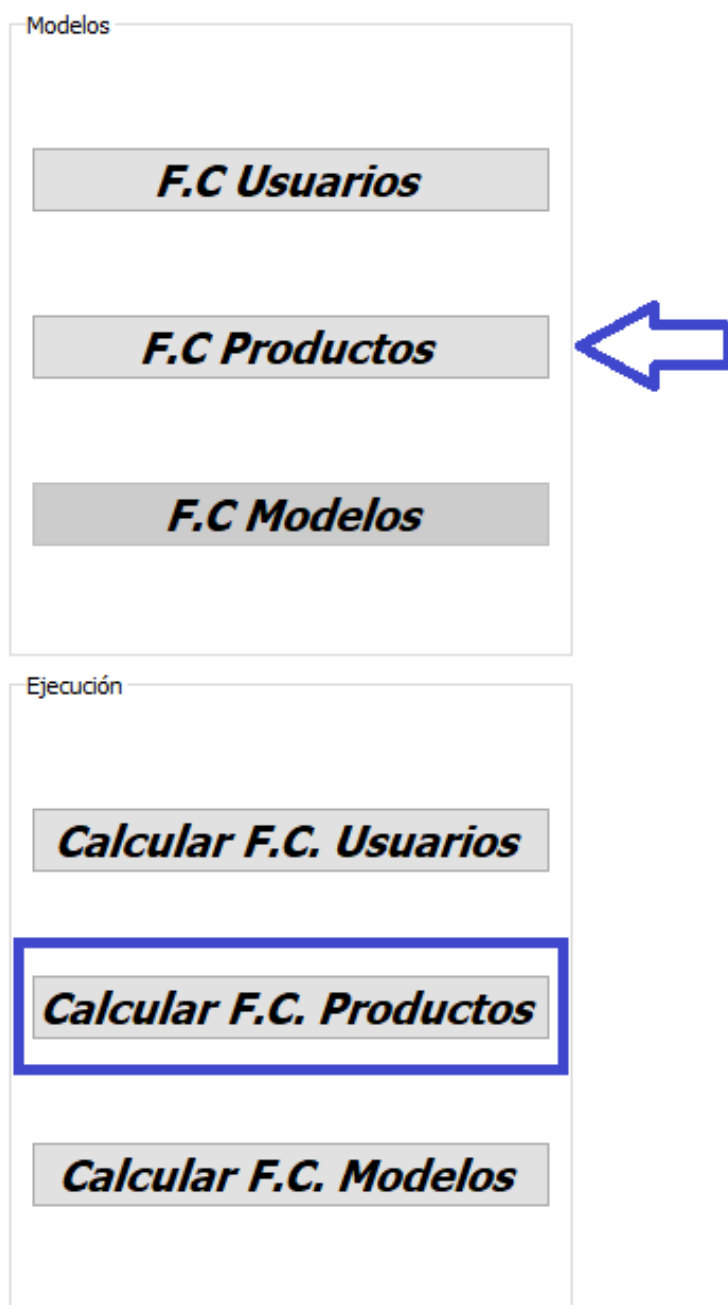 Modelos
F.C Usuarios
F.C Productos
F.C Modelos
Ejecución
Calcular F.C. Usuarios
Calcular F.C. Productos
Calcular F.C. Modelos